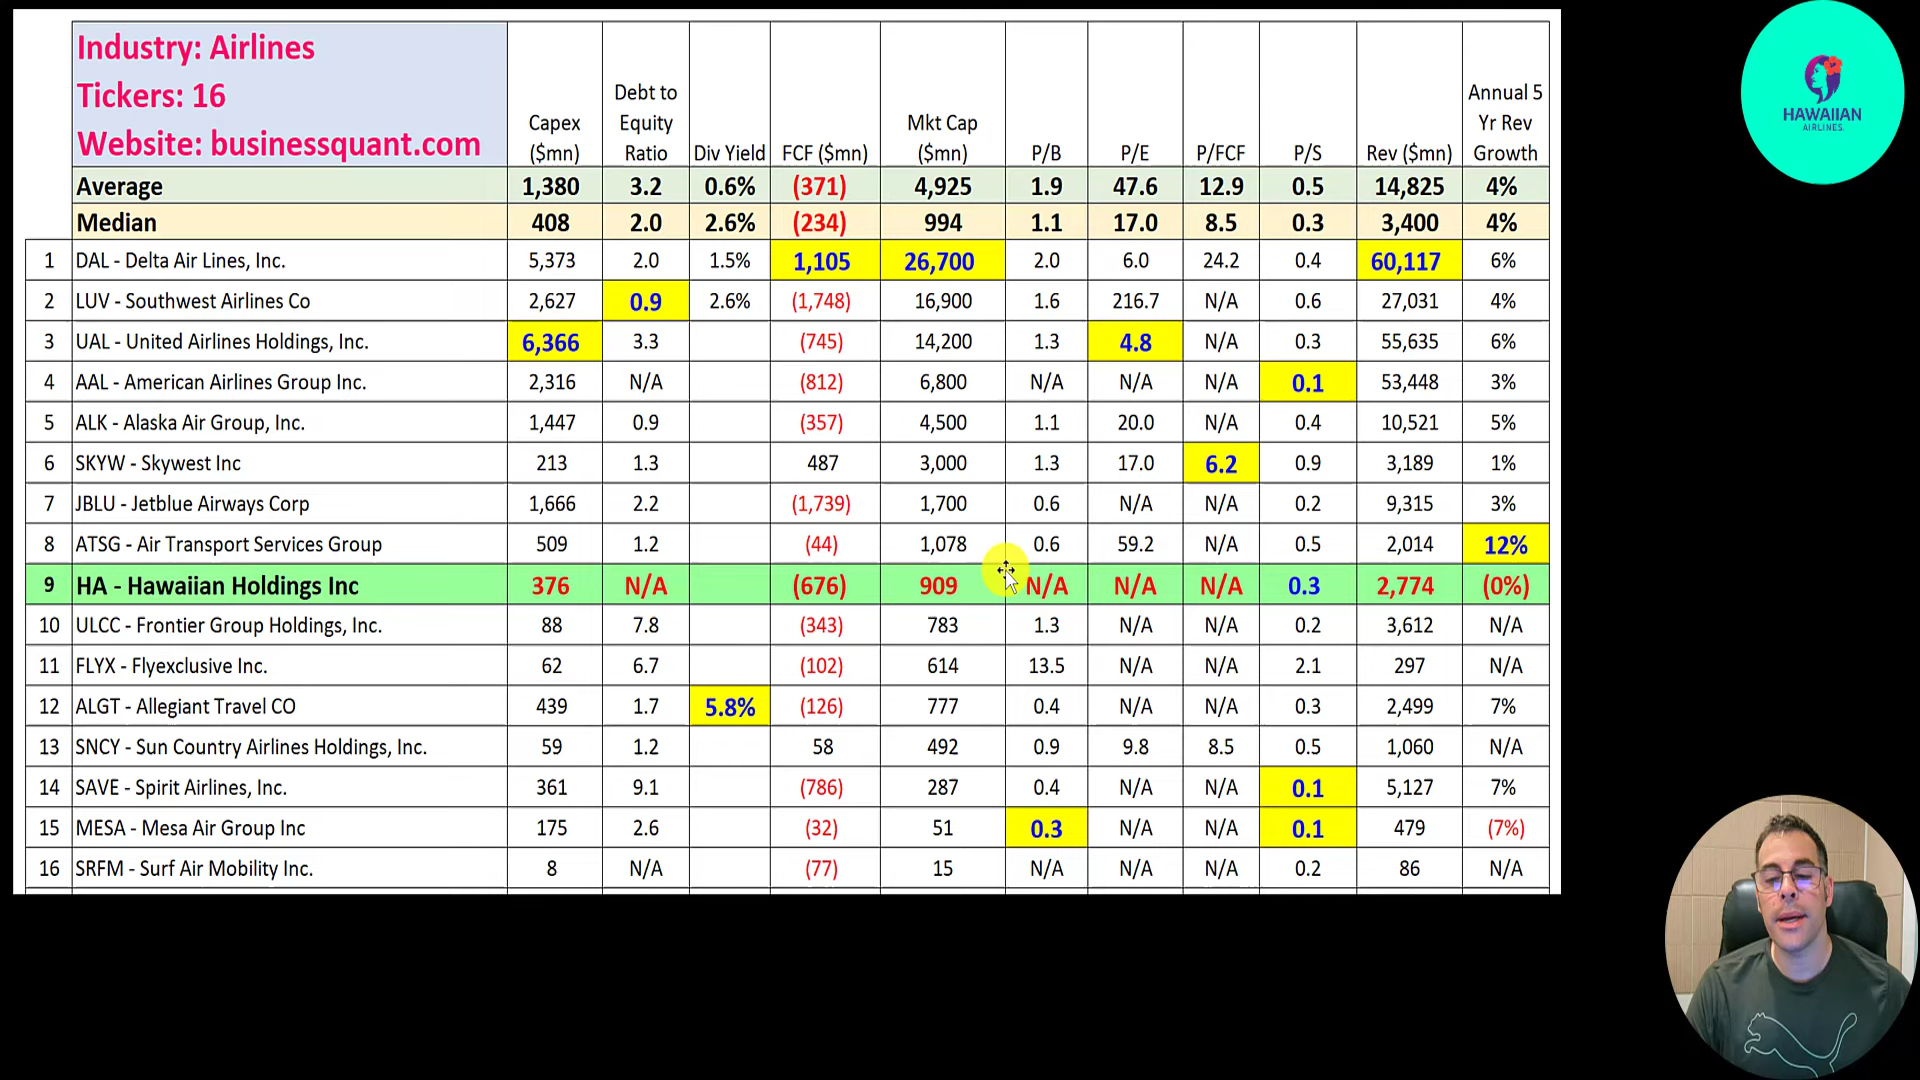 Industry: Airlines
Tickers: 16
Website: businessquant.com
Capex ($mn) Debt to Equity Ratio Div Yield FCF ($mn) Mkt Cap ($mn) P/B P/E P/FCF P/S Rev ($mn) Annual 5 Yr Rev Growth
Average 1,380 3.2 0.6% (371) 4,925 1.9 47.6 12.9 0.5 14,825 4%
Median 408 2.0 2.6% (234) 994 1.1 17.0 8.5 0.3 3,400 4%
1 DAL - Delta Air Lines, Inc. 5,373 2.0 1.5% 1,105 26,700 2.0 6.0 24.2 0.4 60,117 6%
2 LUV - Southwest Airlines Co 2,627 0.9 2.6% (1,748) 16,900 1.6 216.7 N/A 0.6 27,031 4%
3 UAL - United Airlines Holdings, Inc. 6,366 3.3 (745) 14,200 1.3 4.8 N/A 0.3 55,635 6%
4 AAL - American Airlines Group Inc. 2,316 N/A (812) 6,800 N/A N/A N/A 0.1 53,448 3%
5 ALK - Alaska Air Group, Inc. 1,447 0.9 (357) 4,500 1.1 20.0 N/A 0.4 10,521 5%
6 SKYW - Skywest Inc 213 1.3 487 3,000 1.3 17.0 6.2 0.9 3,189 1%
7 JBLU - Jetblue Airways Corp 1,666 2.2 (1,739) 1,700 0.6 N/A N/A 0.2 9,315 3%
8 ATSG - Air Transport Services Group 509 1.2 (44) 1,078 0.6 59.2 N/A 0.5 2,014 12%
9 HA - Hawaiian Holdings Inc 376 N/A (676) 909 N/A N/A N/A 0.3 2,774 (0%)
10 ULCC - Frontier Group Holdings, Inc. 88 7.8 (343) 783 1.3 N/A N/A 0.2 3,612 N/A
11 FLYX - Flyexclusive Inc. 62 6.7 (102) 614 13.5 N/A N/A 2.1 297 N/A
12 ALGT - Allegiant Travel CO 439 1.7 5.8% (126) 777 0.4 N/A N/A 0.3 2,499 7%
13 SNCY - Sun Country Airlines Holdings, Inc. 59 1.2 58 492 0.9 9.8 8.5 0.5 1,060 N/A
14 SAVE - Spirit Airlines, Inc. 361 9.1 (786) 287 0.4 N/A N/A 0.1 5,127 7%
15 MESA - Mesa Air Group Inc 175 2.6 (32) 51 0.3 N/A N/A 0.1 479 (7%)
16 SRFM - Surf Air Mobility Inc. 8 N/A (77) 15 N/A N/A N/A 0.2 86 N/A
HAWAIIAN
AIRLINES.